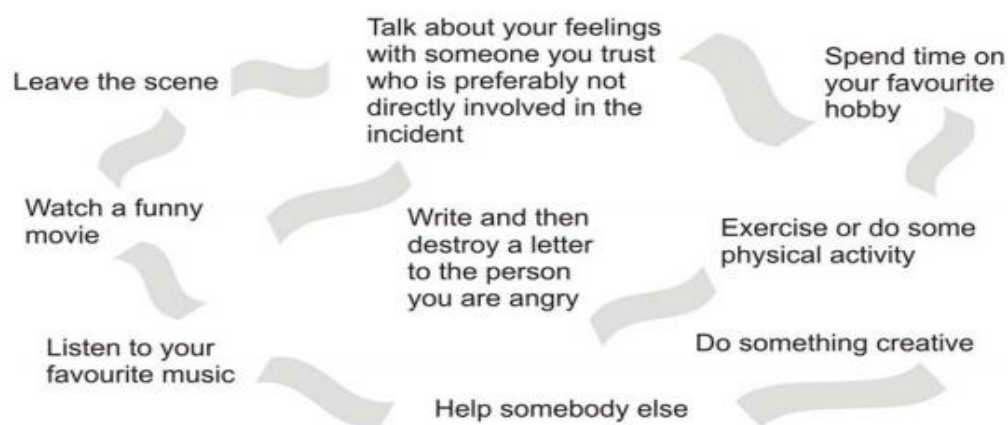 Leave the scene
Talk about your feelings
with someone you trust
who is preferably not
directly involved in the
incident
Spend time on
your favourite
hobby
Watch a funny
movie
Write and then
destroy a letter
to the person
you are angry
Exercise or do some
physical activity
Listen to your
favourite music
Do something creative
Help somebody else